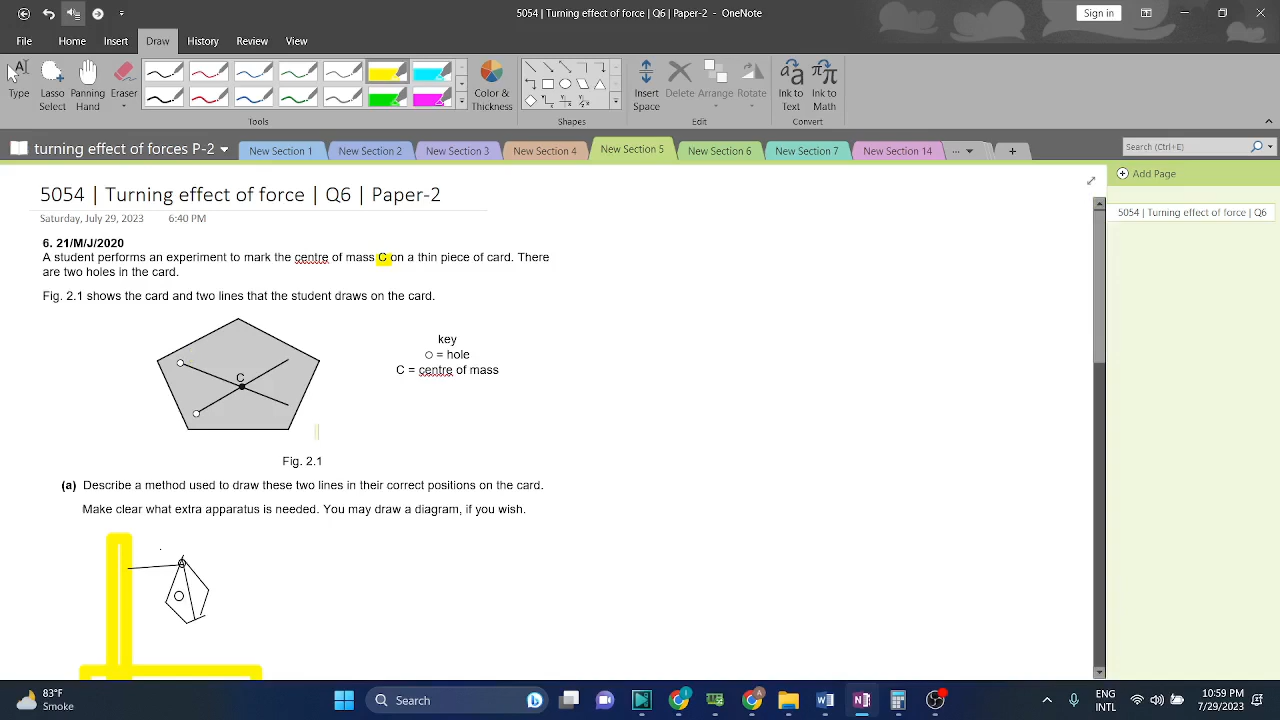 5054 | Turning effect of force | Q6 | Paper-2 - OneNote
Sign in
File Home Insert Draw History Review View
Type
Lasso Select
Panning Hand
Eraser
Color & Thickness
Insert Space
Delete
Arrange
Rotate
Ink to Text
Ink to Math
Tools
Shapes
Edit
Convert
turning effect of forces P-2
New Section 1 New Section 2 New Section 3 New Section 4 New Section 5 New Section 6 New Section 7 New Section 14 ...
Search (Ctrl+E)
Add Page
5054 | Turning effect of force | Q6
5054 | Turning effect of force | Q6 | Paper-2
Saturday, July 29, 2023 6:40 PM
6. 21/M/J/2020
A student performs an experiment to mark the centre of mass C on a thin piece of card. There
are two holes in the card.
Fig. 2.1 shows the card and two lines that the student draws on the card.
C
key
= hole
C = centre of mass
Fig. 2.1
(a) Describe a method used to draw these two lines in their correct positions on the card.
Make clear what extra apparatus is needed. You may draw a diagram, if you wish.
83°F
Smoke
Search
ENG
INTL
10:59 PM
7/29/2023